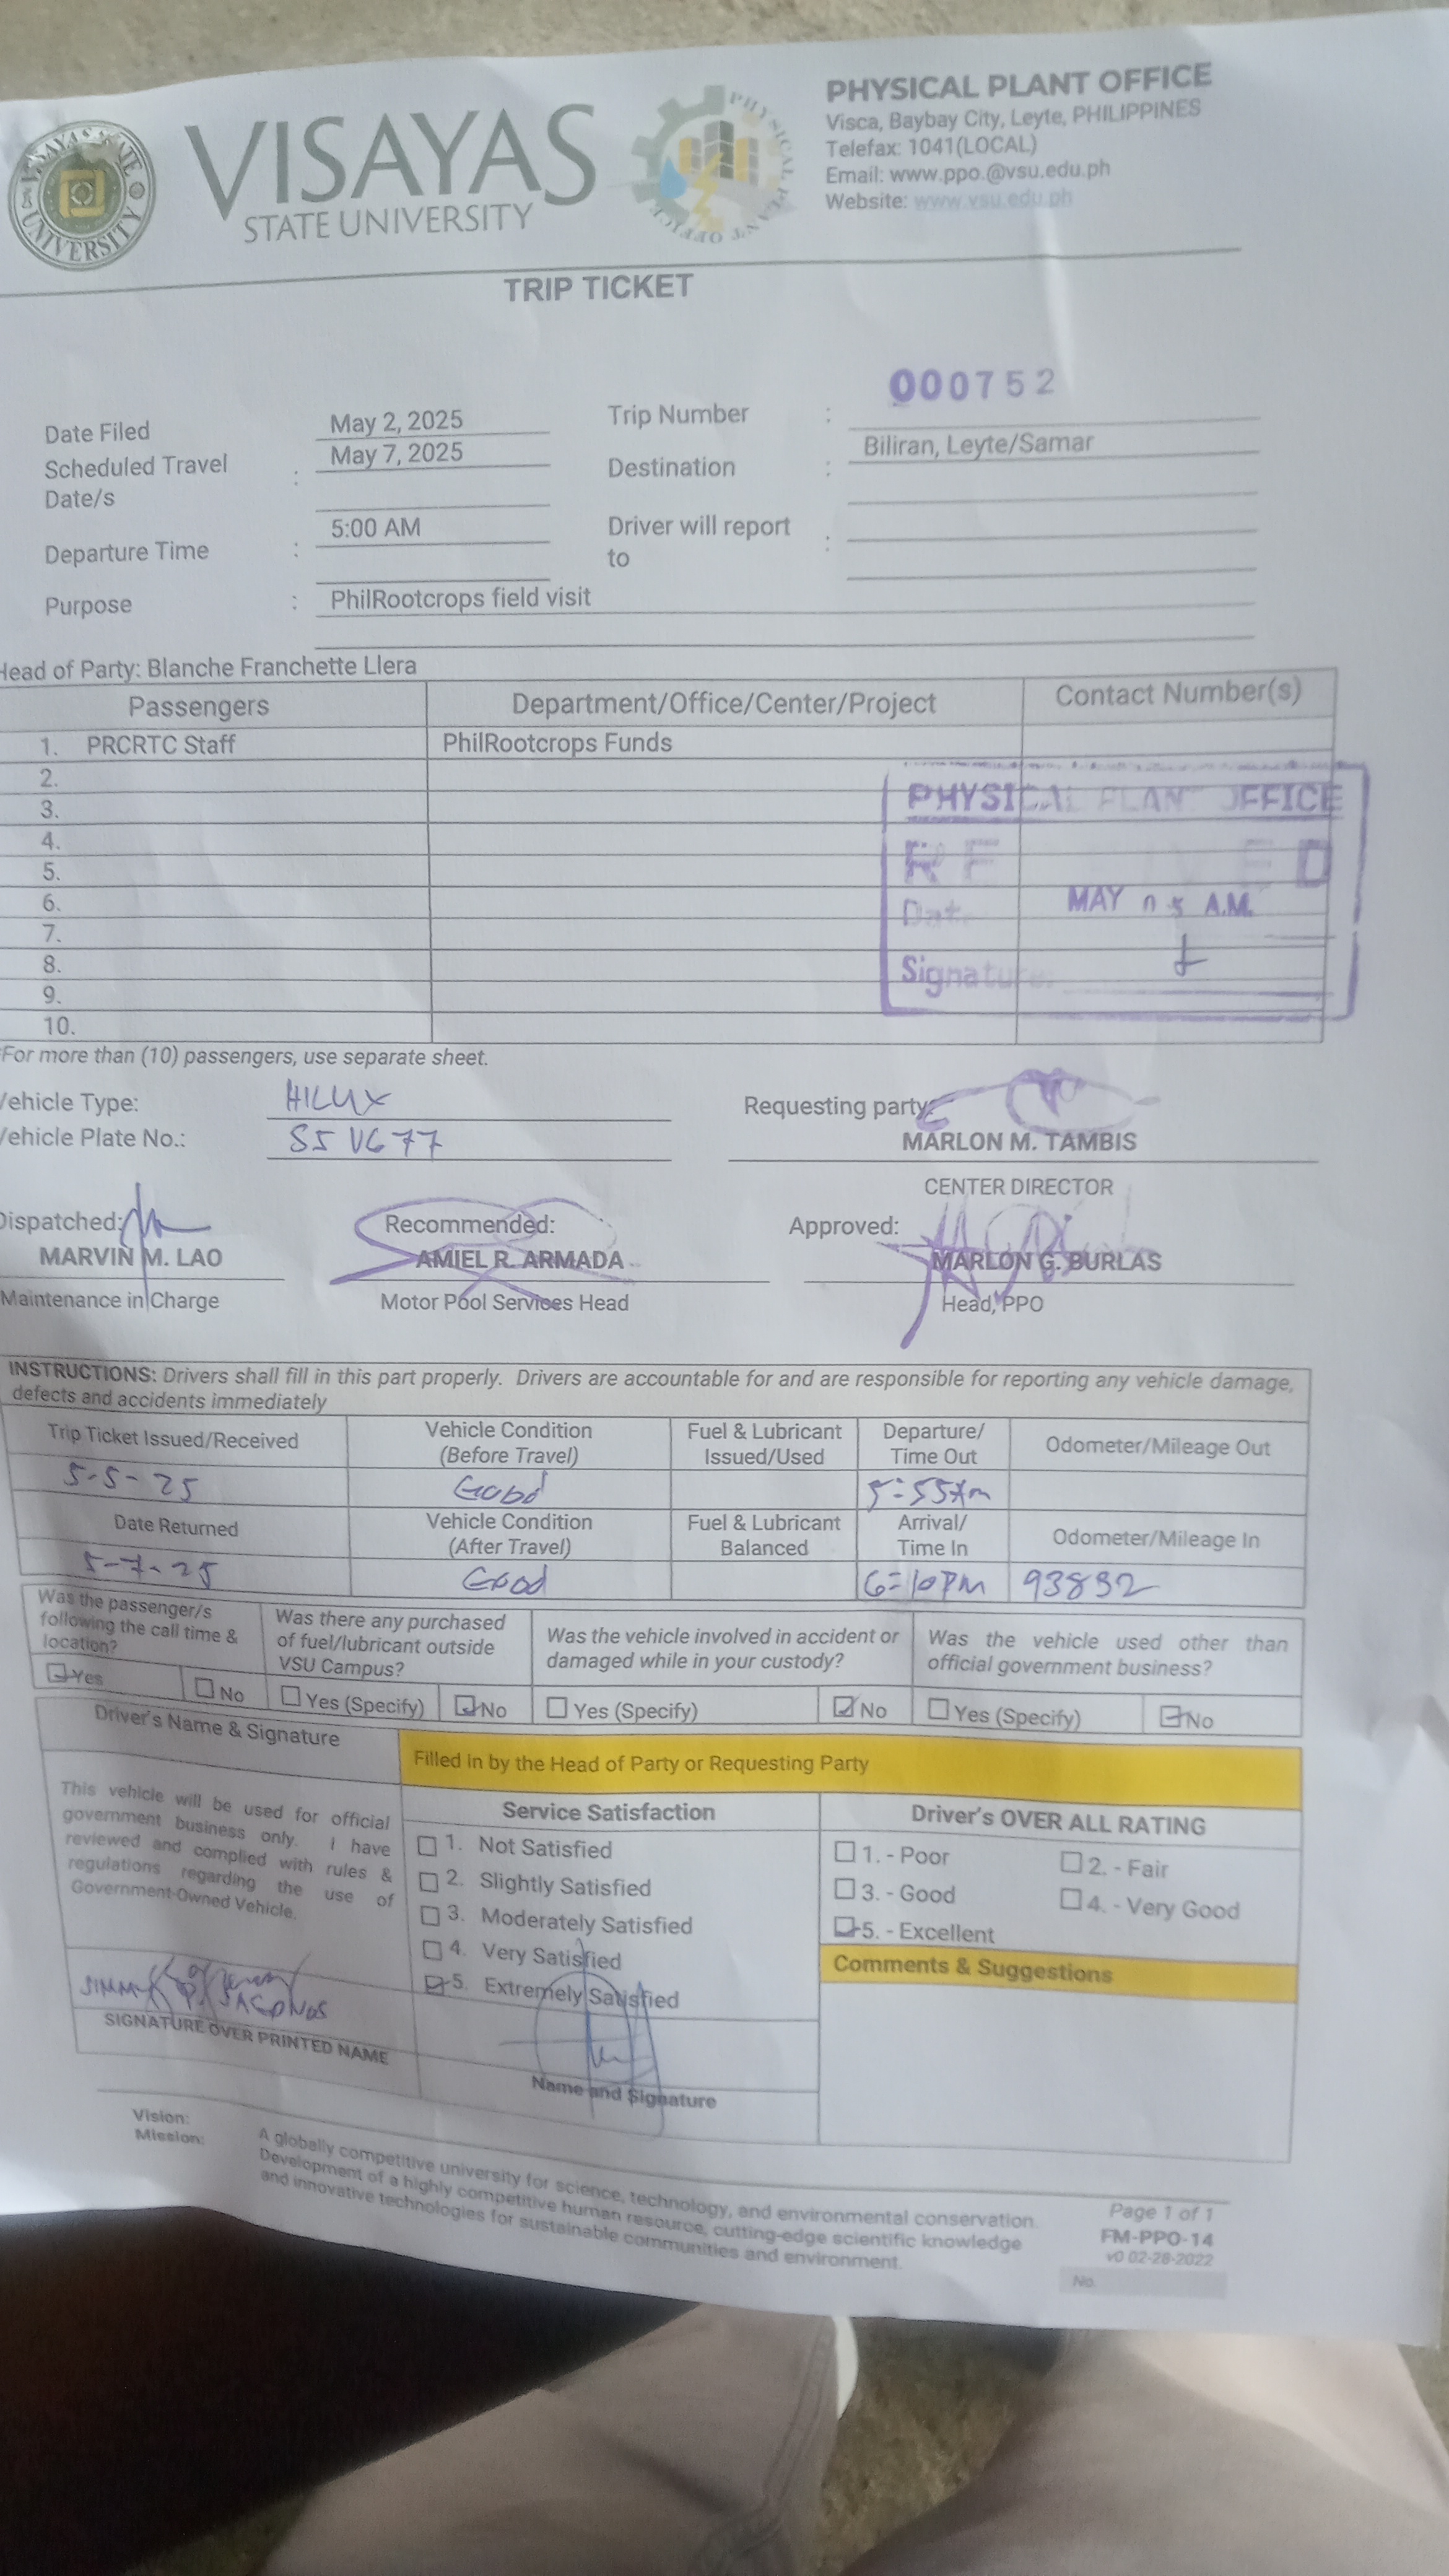 VISAYAS STATE UNIVERSITY
VISAYAS
STATE UNIVERSITY
PHYSICAL PLANT OFFICE
PHYSICAL PLANT OFFICE
Visca, Baybay City, Leyte, PHILIPPINES
Telefax: 1041(LOCAL)
Email: www.ppo.@vsu.edu.ph
Website: www.vsu.edu.ph
TRIP TICKET
000752
Date Filed May 2, 2025 Trip Number :
Scheduled Travel Date/s : May 7, 2025 Destination : Biliran, Leyte/Samar
Departure Time : 5:00 AM Driver will report to :
Purpose : PhilRootcrops field visit
Head of Party: Blanche Franchette Llera
Passengers Department/Office/Center/Project Contact Number(s)
1. PRCRTC Staff PhilRootcrops Funds
2.
3.
4.
5.
6.
7.
8.
9.
10.
PHYSICAL PLANT OFFICE
Date MAY 05 A.M.
Signature:
For more than (10) passengers, use separate sheet.
Vehicle Type: HILUX
Vehicle Plate No.:
Requesting party
MARLON M. TAMBIS
CENTER DIRECTOR
Dispatched: Recommended: Approved:
MARVIN M. LAO AMIEL R. ARMADA MARLON G. BURLAS
Maintenance in Charge Motor Pool Services Head Head, PPO
INSTRUCTIONS: Drivers shall fill in this part properly. Drivers are accountable for and are responsible for reporting any vehicle damage,
defects and accidents immediately
Trip Ticket Issued/Received Vehicle Condition (Before Travel) Fuel & Lubricant Issued/Used Departure/ Time Out Odometer/Mileage Out
5-5-25 Good 5:55Am
Date Returned Vehicle Condition (After Travel) Fuel & Lubricant Balanced Arrival/ Time In Odometer/Mileage In
5-7-25 Good 6:10PM 93892
Was the passenger/s following the call time & location?
Yes No
Was there any purchased of fuel/lubricant outside VSU Campus?
Yes (Specify) No
Was the vehicle involved in accident or damaged while in your custody?
Yes (Specify) No
Was the vehicle used other than official government business?
Yes (Specify) No
Driver's Name & Signature
Filled in by the Head of Party or Requesting Party
This vehicle will be used for official
government business only. I have
reviewed and complied with rules &
regulations regarding the use of
Government-Owned Vehicle.
SIGNATURE OVER PRINTED NAME
Service Satisfaction
1. Not Satisfied
2. Slightly Satisfied
3. Moderately Satisfied
4. Very Satisfied
5. Extremely Satisfied
Name and Signature
Driver's OVER ALL RATING
1. - Poor 2. - Fair
3. - Good 4. - Very Good
5. - Excellent
Comments & Suggestions
Vision: A globally competitive university for science, technology, and environmental conservation.
Mission: Development of a highly competitive human resource, cutting-edge scientific knowledge
and innovative technologies for sustainable communities and environment.
Page 1 of 1
FM-PPO-14
v0 02-28-2022
No.